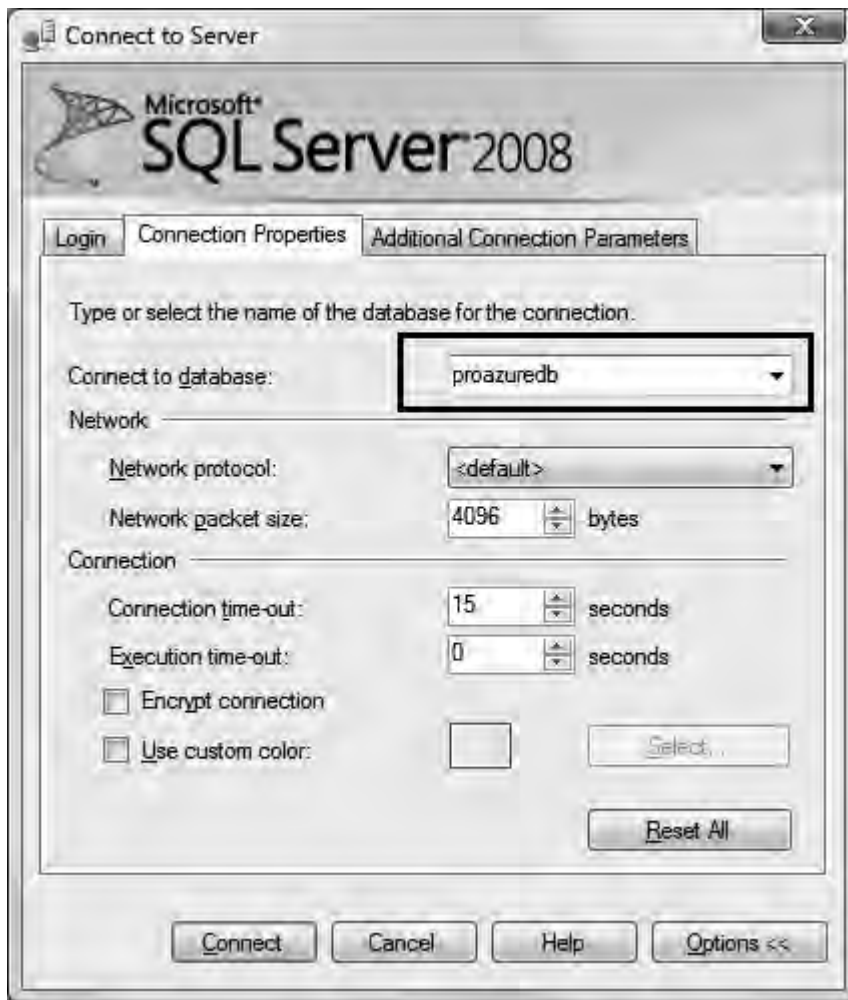 Connect to Server
Microsoft®
SQL Server 2008
Login Connection Properties Additional Connection Parameters
Type or select the name of the database for the connection.
Connect to database: proazuredb
Network
Network protocol: <default>
Network packet size: 4096 bytes
Connection
Connection time-out: 15 seconds
Execution time-out: 0 seconds
Encrypt connection
Use custom color: Select...
Reset All
Connect Cancel Help Options <<